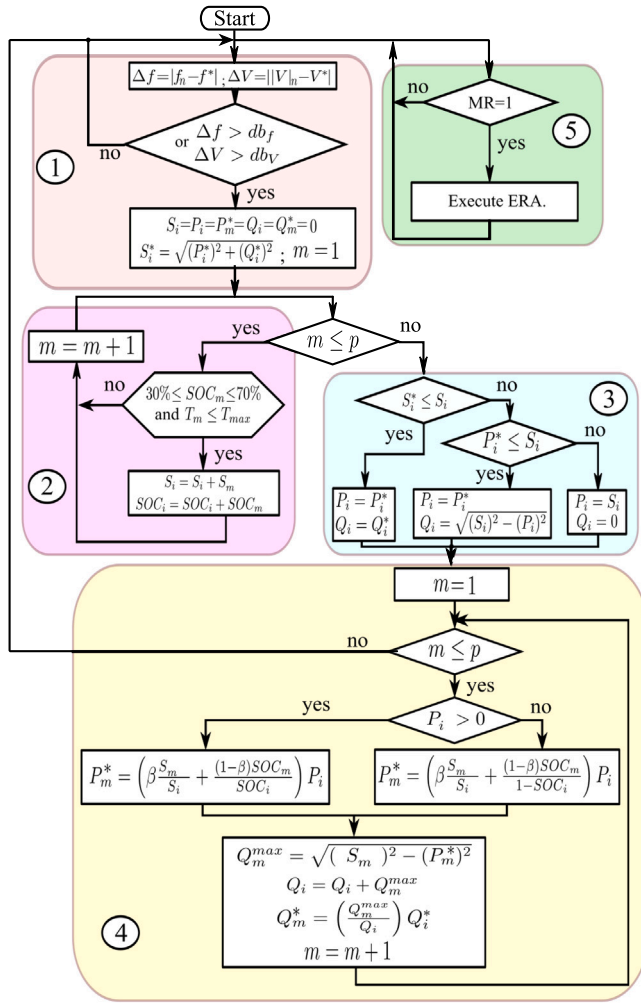 Start
Δf=|f_n−f*| ; ΔV=||V|_n−V*|
or Δf > db_f
ΔV > db_V
no
yes
1
S_i=P_i=P_m^*=Q_i=Q_m^*=0
S_i^*=√((P_i^*)²+(Q_i^*)²) ; m=1
MR=1
no
yes
5
Execute ERA.
m ≤ p
yes
no
m = m + 1
30%≤ SOC_m ≤70%
and T_m ≤ T_max
no
yes
S_i = S_i + S_m
SOC_i = SOC_i + SOC_m
2
S_i^* ≤ S_i
no
yes
3
P_i^* ≤ S_i
yes
no
P_i = P_i^*
Q_i = Q_i^*
P_i = P_i^*
Q_i = √((S_i)² − (P_i)²)
P_i = S_i
Q_i = 0
m=1
m ≤ p
no
yes
P_i > 0
yes
no
P_m^* = (β S_m/S_i + (1-β)SOC_m/SOC_i) P_i
P_m^* = (β S_m/S_i + (1-β)SOC_m/1-SOC_i) P_i
Q_m^max = √(( S_m )² − (P_m^*)²)
Q_i = Q_i + Q_m^max
Q_m^* = (Q_m^max/Q_i) Q_i^*
m = m + 1
4